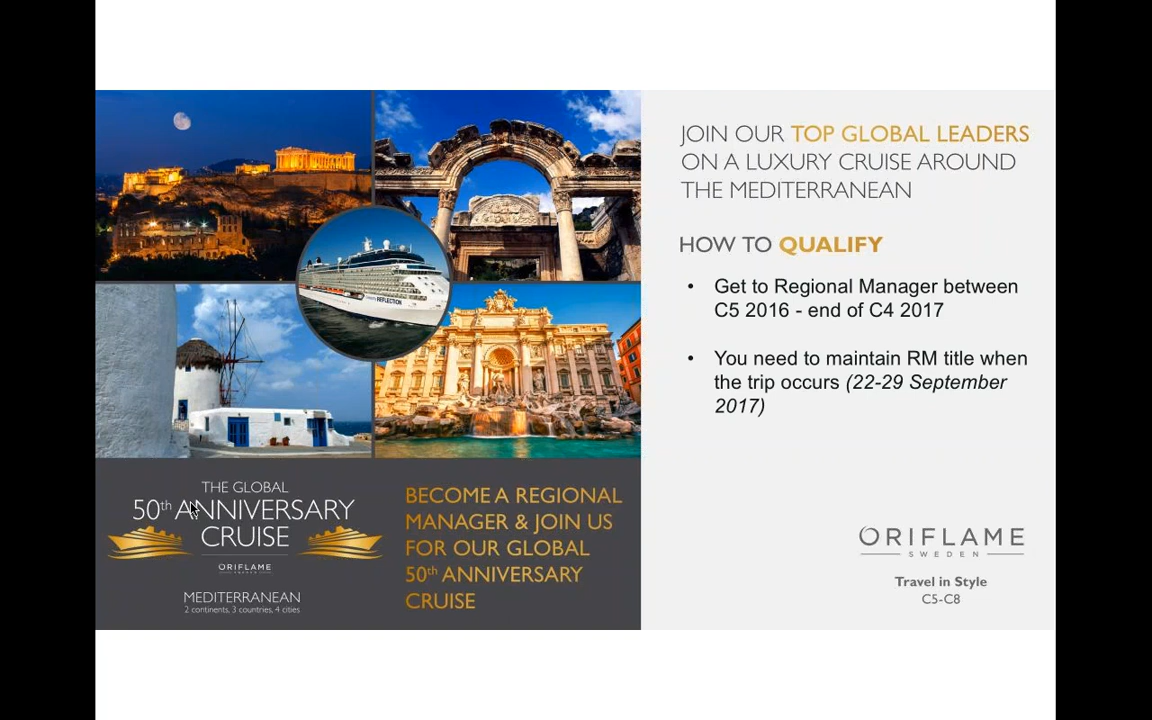 JOIN OUR TOP GLOBAL LEADERS
ON A LUXURY CRUISE AROUND
THE MEDITERRANEAN
HOW TO QUALIFY
• Get to Regional Manager between
C5 2016 - end of C4 2017
• You need to maintain RM title when
the trip occurs (22-29 September
2017)
REFLECTION
THE GLOBAL
50th ANNIVERSARY
CRUISE
ORIFLAME
MEDITERRANEAN
2 continents, 3 countries, 4 cities
BECOME A REGIONAL
MANAGER & JOIN US
FOR OUR GLOBAL
50th ANNIVERSARY
CRUISE
ORIFLAME
SWEDEN
Travel in Style
C5-C8